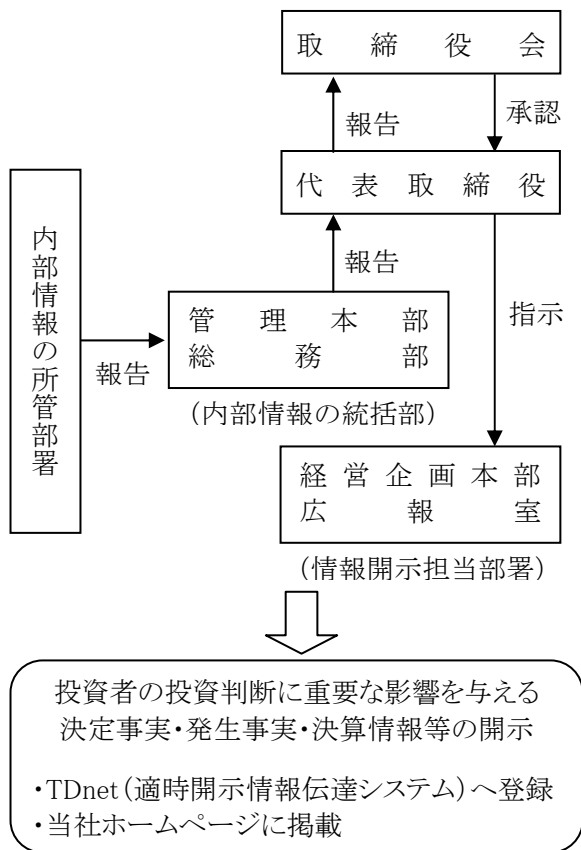 取締役会
報告
承認
代表取締役
内部情報の所管部署
報告
管理本部
総務部
報告
指示
(内部情報の統括部)
経営企画本部
広報室
(情報開示担当部署)
投資者の投資判断に重要な影響を与える
決定事実・発生事実・決算情報等の開示
・TDnet(適時開示情報伝達システム)へ登録
・当社ホームページに掲載